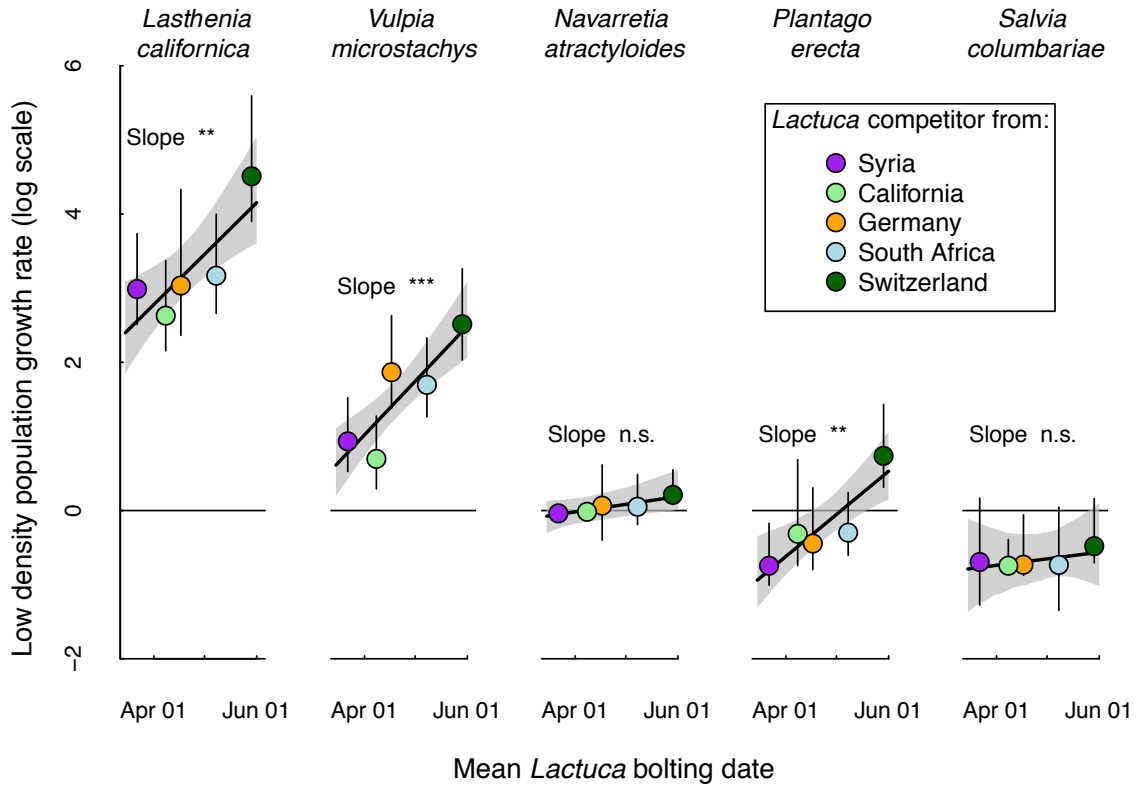 Lasthenia
californica
Vulpia
microstachys
Navarretia
atractyloides
Plantago
erecta
Salvia
columbariae
Low density population growth rate (log scale)
6
4
2
0
−2
Slope **
Slope ***
Slope n.s.
Slope **
Slope n.s.
Lactuca competitor from:
Syria
California
Germany
South Africa
Switzerland
Apr 01 Jun 01
Apr 01 Jun 01
Apr 01 Jun 01
Apr 01 Jun 01
Apr 01 Jun 01
Mean Lactuca bolting date